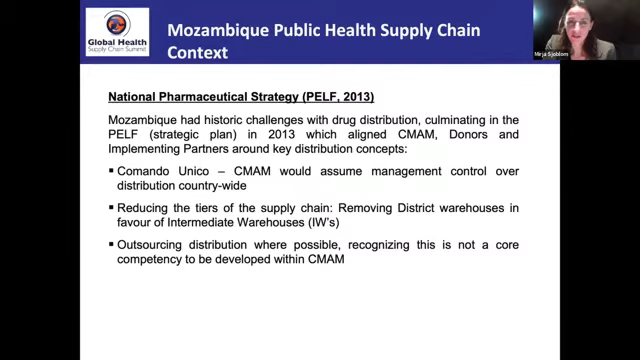 Mozambique Public Health Supply Chain
Context
Global Health
Supply Chain Summit
Mirja Sjoblom
National Pharmaceutical Strategy (PELF, 2013)
Mozambique had historic challenges with drug distribution, culminating in the
PELF (strategic plan) in 2013 which aligned CMAM, Donors and
Implementing Partners around key distribution concepts:
▪ Comando Unico – CMAM would assume management control over
distribution country-wide
▪ Reducing the tiers of the supply chain: Removing District warehouses in
favour of Intermediate Warehouses (IW's)
▪ Outsourcing distribution where possible, recognizing this is not a core
competency to be developed within CMAM